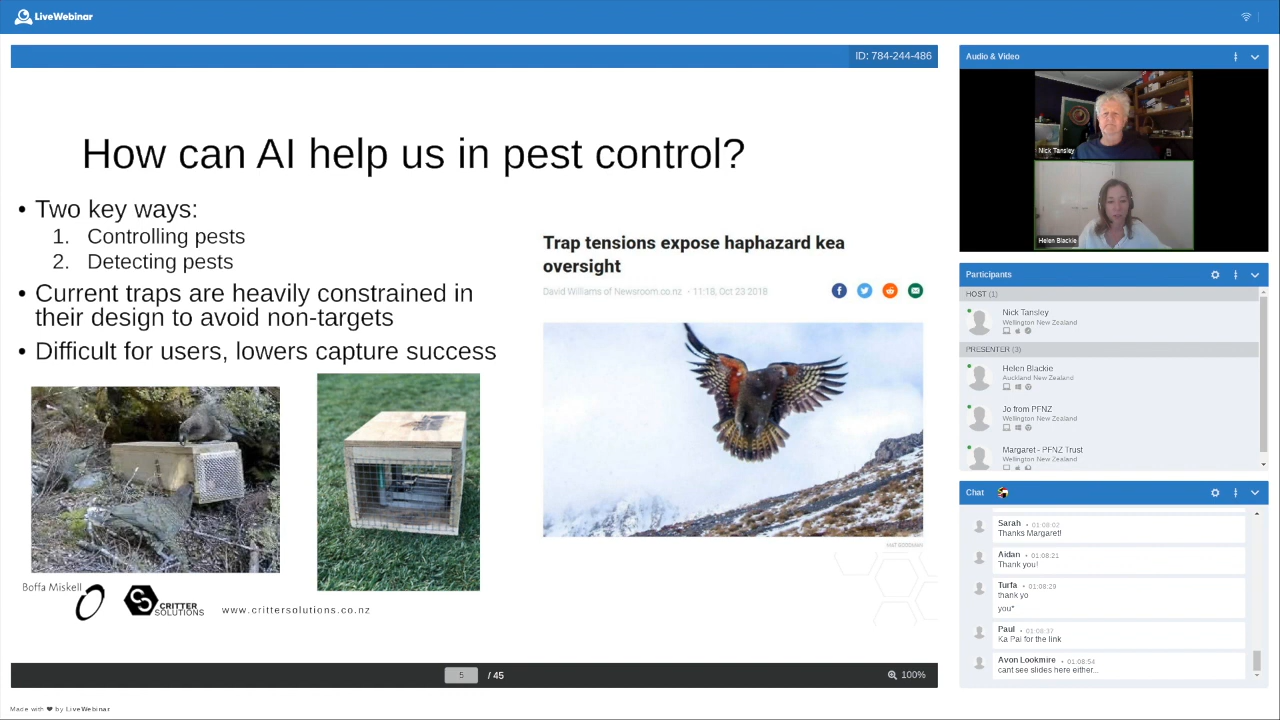 LiveWebinar
ID: 784-244-486
How can AI help us in pest control?
• Two key ways:
1. Controlling pests
2. Detecting pests
• Current traps are heavily constrained in
their design to avoid non-targets
• Difficult for users, lowers capture success
Trap tensions expose haphazard kea
oversight
David Williams of Newsroom.co.nz • 11:18, Oct 23 2018
Boffa Miskell
CRITTER
SOLUTIONS
www.crittersolutions.co.nz
5 / 45
100%
Made with ❤ by LiveWebinar
Audio & Video
Nick Tansley
Helen Blackie
Participants
HOST (1)
Nick Tansley
Wellington New Zealand
PRESENTER (3)
Helen Blackie
Auckland New Zealand
Jo from PFNZ
Wellington New Zealand
Margaret - PFNZ Trust
Wellington New Zealand
Chat
Sarah • 01:08:02
Thanks Margaret!
Aidan • 01:08:21
Thank you!
Turfa • 01:08:29
thank yo
you*
Paul • 01:08:37
Ka Pai for the link
Avon Lookmire • 01:08:54
cant see slides here either...